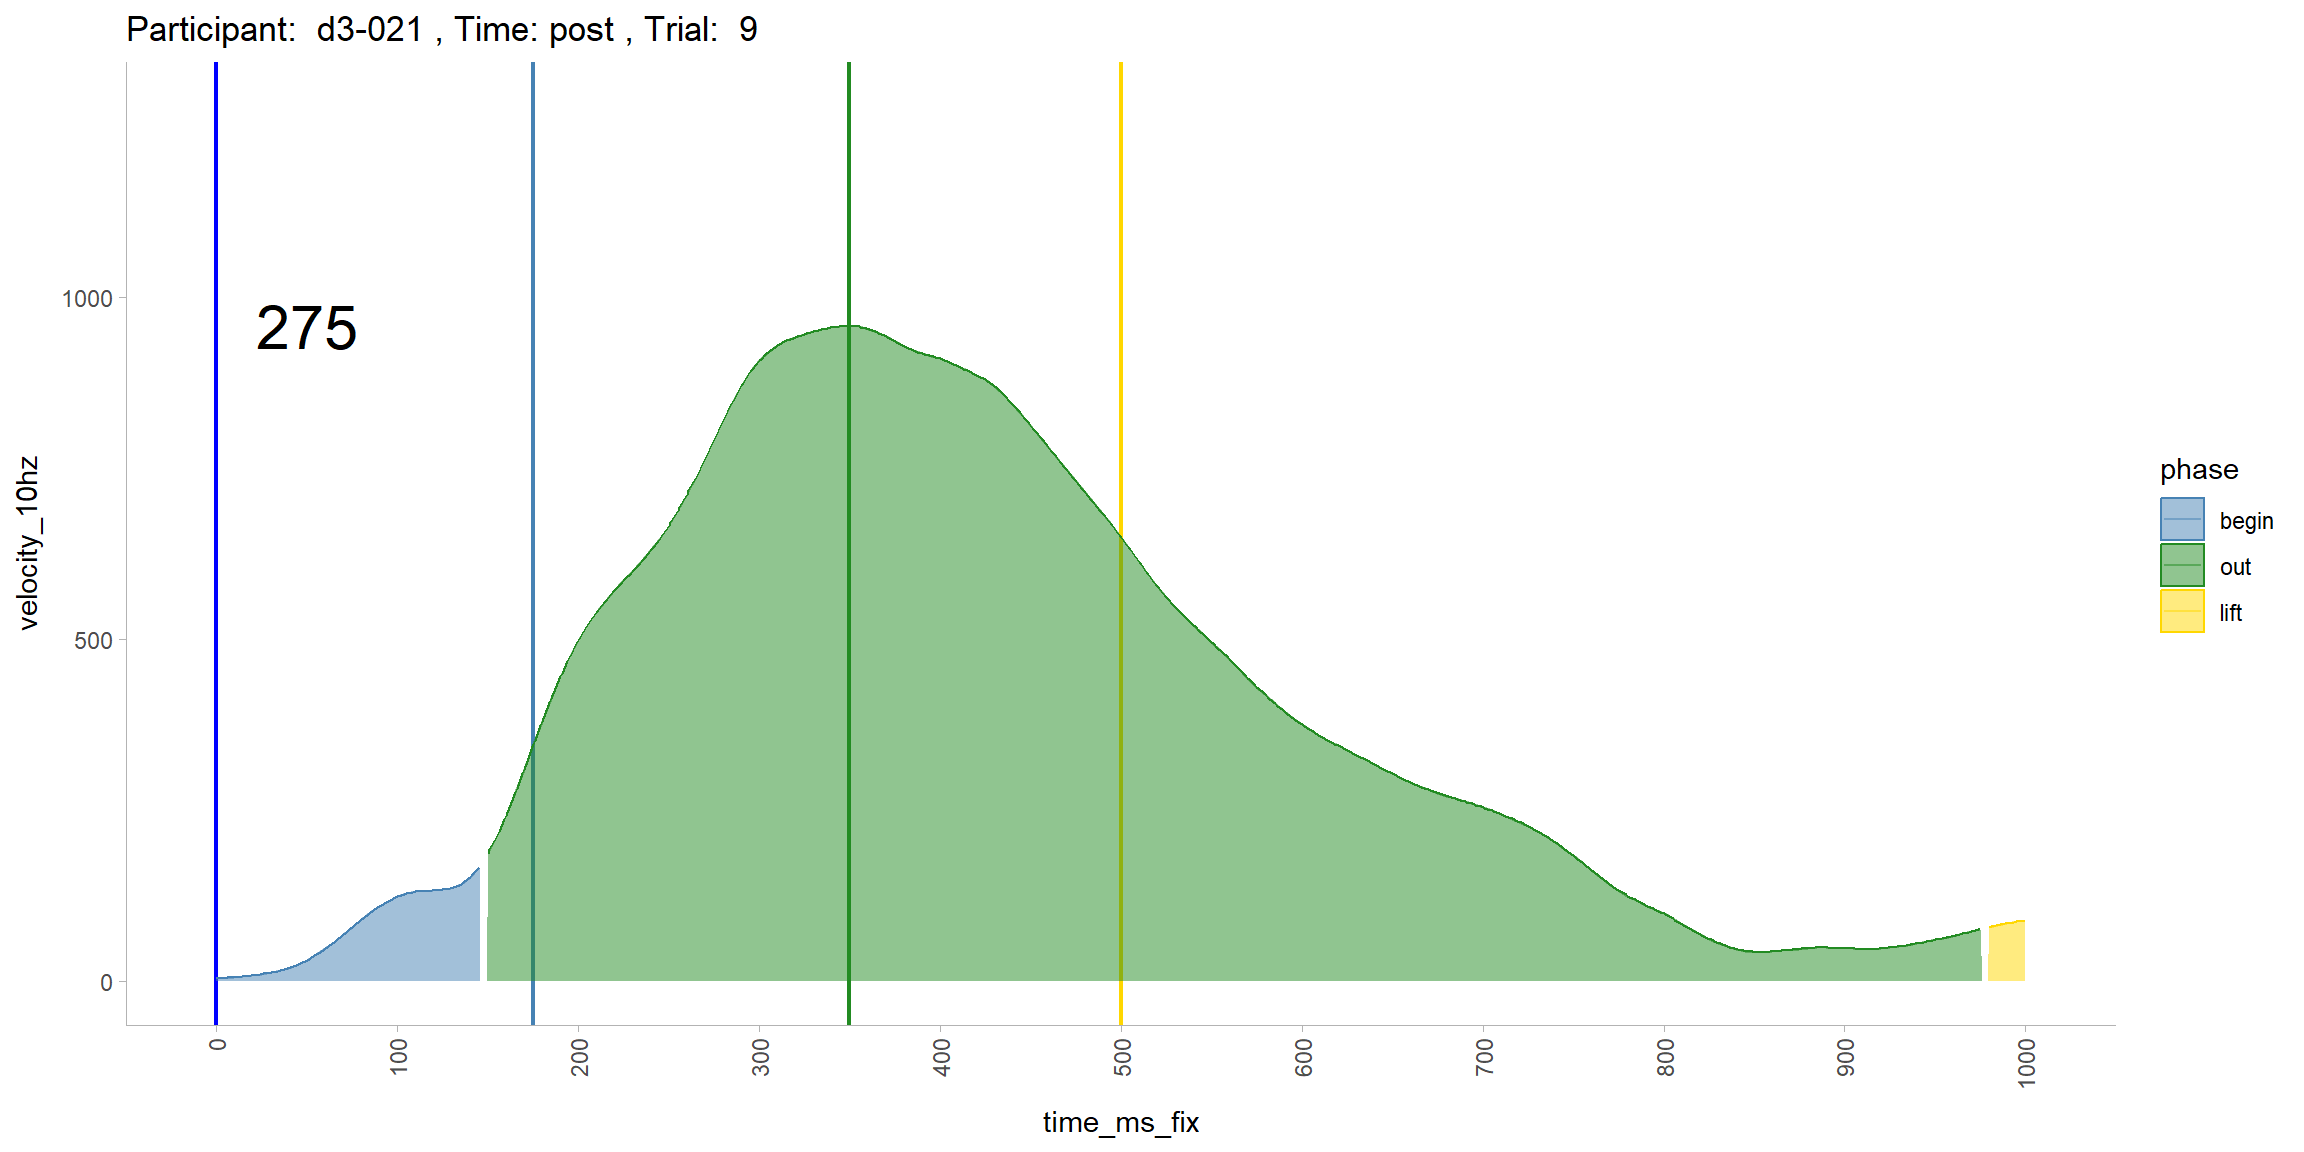 Participant:  d3-021 , Time: post , Trial:  9
1000
500
0
velocity_10hz
275
0
100
200
300
400
500
600
700
800
900
1000
time_ms_fix
phase
begin
out
lift